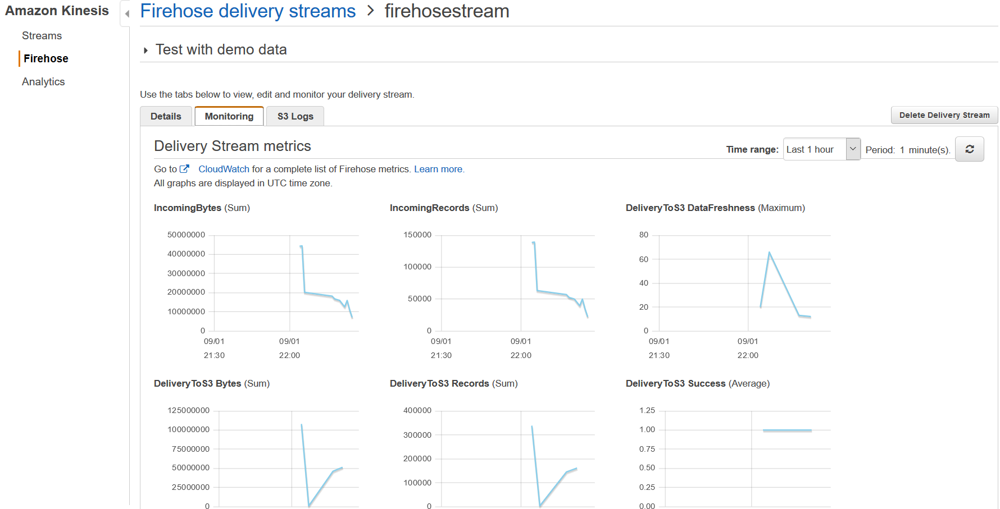 Amazon Kinesis
Streams
Firehose
Analytics
Firehose delivery streams > firehosestream
Test with demo data
Use the tabs below to view, edit and monitor your delivery stream.
Details Monitoring S3 Logs
Delete Delivery Stream
Delivery Stream metrics
Time range: Last 1 hour Period: 1 minute(s).
Go to CloudWatch for a complete list of Firehose metrics. Learn more.
All graphs are displayed in UTC time zone.
IncomingBytes (Sum)
50000000
40000000
30000000
20000000
10000000
0
09/01 09/01
21:30 22:00
IncomingRecords (Sum)
150000
100000
50000
0
09/01 09/01
21:30 22:00
DeliveryToS3 DataFreshness (Maximum)
80
60
40
20
0
09/01 09/01
21:30 22:00
DeliveryToS3 Bytes (Sum)
125000000
100000000
75000000
50000000
25000000
0
DeliveryToS3 Records (Sum)
400000
300000
200000
100000
0
DeliveryToS3 Success (Average)
1.25
1.00
0.75
0.50
0.25
0.00